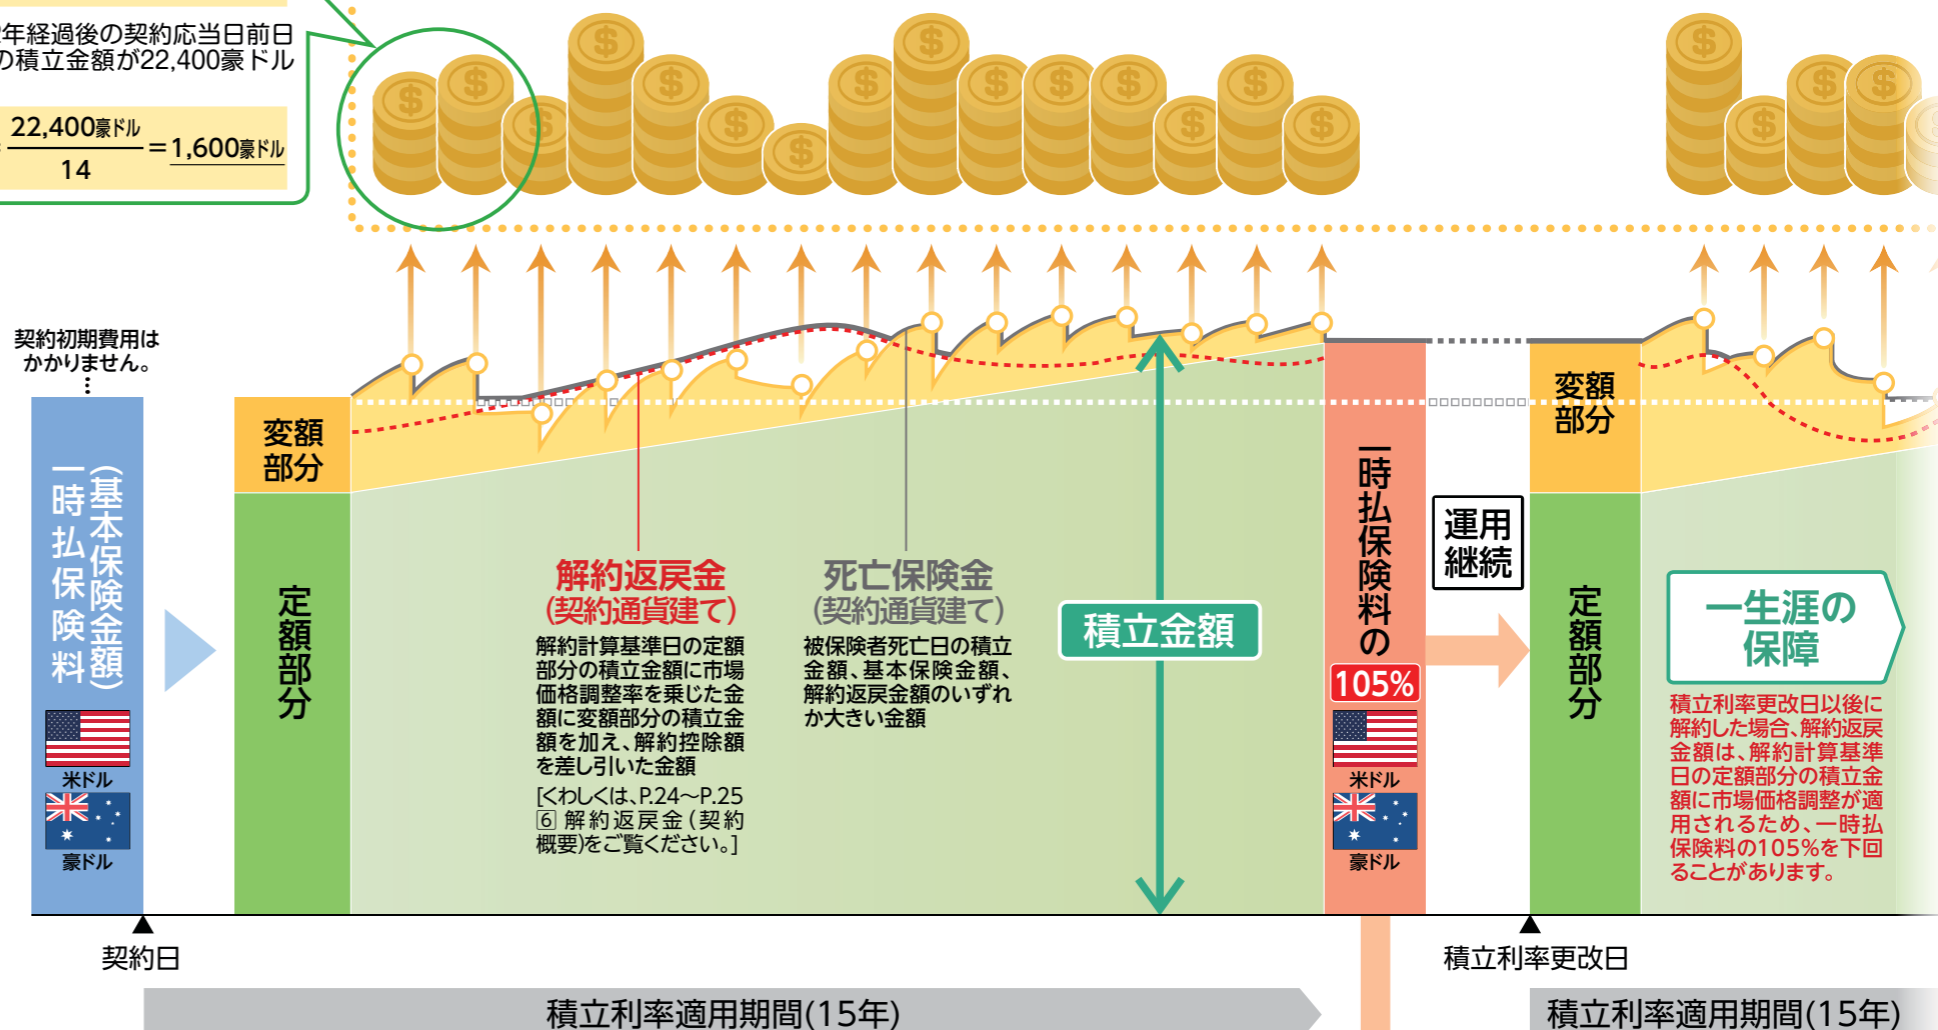 年経過後の契約応当日前日
の積立金額が22,400豪ドル
22,400豪ドル
14
=1,600豪ドル
契約初期費用は
かかりません。
…
一時払保険料
(基本保険金額)
米ドル
豪ドル
変額
部分
定額部分
解約返戻金
(契約通貨建て)
解約計算基準日の定額
部分の積立金額に市場
価格調整率を乗じた金
額に変額部分の積立金
額を加え、解約控除額
を差し引いた金額
[くわしくは、P.24〜P.25
6 解約返戻金(契約
概要)をご覧ください。]
死亡保険金
(契約通貨建て)
被保険者死亡日の積立
金額、基本保険金額、
解約返戻金額のいずれ
か大きい金額
積立金額
一時払保険料の
105%
米ドル
豪ドル
運用
継続
変額
部分
定額部分
一生涯の
保障
積立利率更改日以後に
解約した場合、解約返戻
金額は、解約計算基準
日の定額部分の積立金
額に市場価格調整が適
用されるため、一時払
保険料の105%を下回
ることがあります。
契約日
積立利率更改日
積立利率適用期間(15年)
積立利率適用期間(15年)